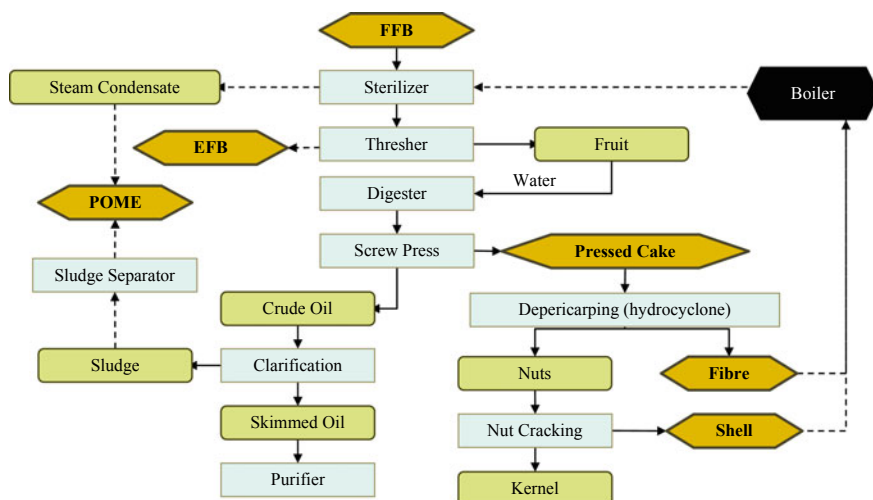 FFB
Steam Condensate
Sterilizer
Boiler
EFB
Thresher
Fruit
Water
Digester
POME
Screw Press
Pressed Cake
Sludge Separator
Crude Oil
Depericarping (hydrocyclone)
Sludge
Clarification
Nuts
Fibre
Skimmed Oil
Nut Cracking
Shell
Purifier
Kernel